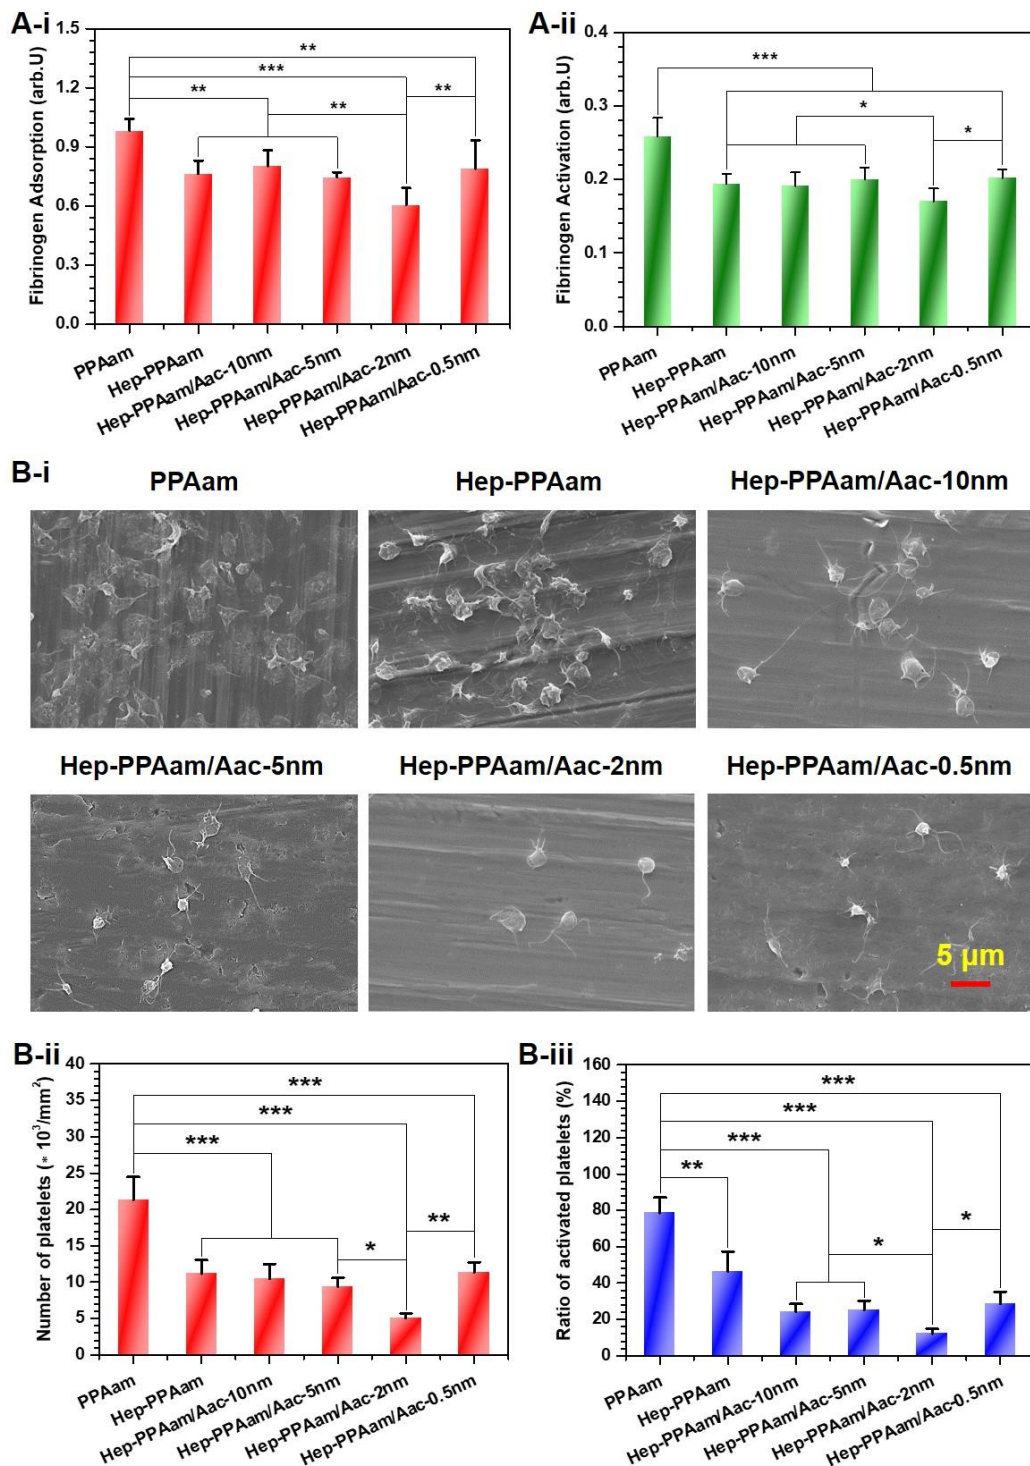 A-i
A-ii
Fibrinogen Adsorption (arb.U)
1.5
1.2
0.9
0.6
0.3
0.0
**
***
**
**
**
PPAam
Hep-PPAam
Hep-PPAam/Aac-10nm
Hep-PPAam/Aac-5nm
Hep-PPAam/Aac-2nm
Hep-PPAam/Aac-0.5nm
Fibrinogen Activation (arb.U)
0.4
0.3
0.2
0.1
0.0
***
*
*
PPAam
Hep-PPAam
Hep-PPAam/Aac-10nm
Hep-PPAam/Aac-5nm
Hep-PPAam/Aac-2nm
Hep-PPAam/Aac-0.5nm
B-i
PPAam
Hep-PPAam
Hep-PPAam/Aac-10nm
Hep-PPAam/Aac-5nm
Hep-PPAam/Aac-2nm
Hep-PPAam/Aac-0.5nm
5 μm
B-ii
B-iii
Number of platelets (* 10³/mm²)
40
35
30
25
20
15
10
5
0
***
***
***
**
*
PPAam
Hep-PPAam
Hep-PPAam/Aac-10nm
Hep-PPAam/Aac-5nm
Hep-PPAam/Aac-2nm
Hep-PPAam/Aac-0.5nm
Ratio of activated platelets (%)
160
140
120
100
80
60
40
20
0
***
***
***
**
*
*
PPAam
Hep-PPAam
Hep-PPAam/Aac-10nm
Hep-PPAam/Aac-5nm
Hep-PPAam/Aac-2nm
Hep-PPAam/Aac-0.5nm